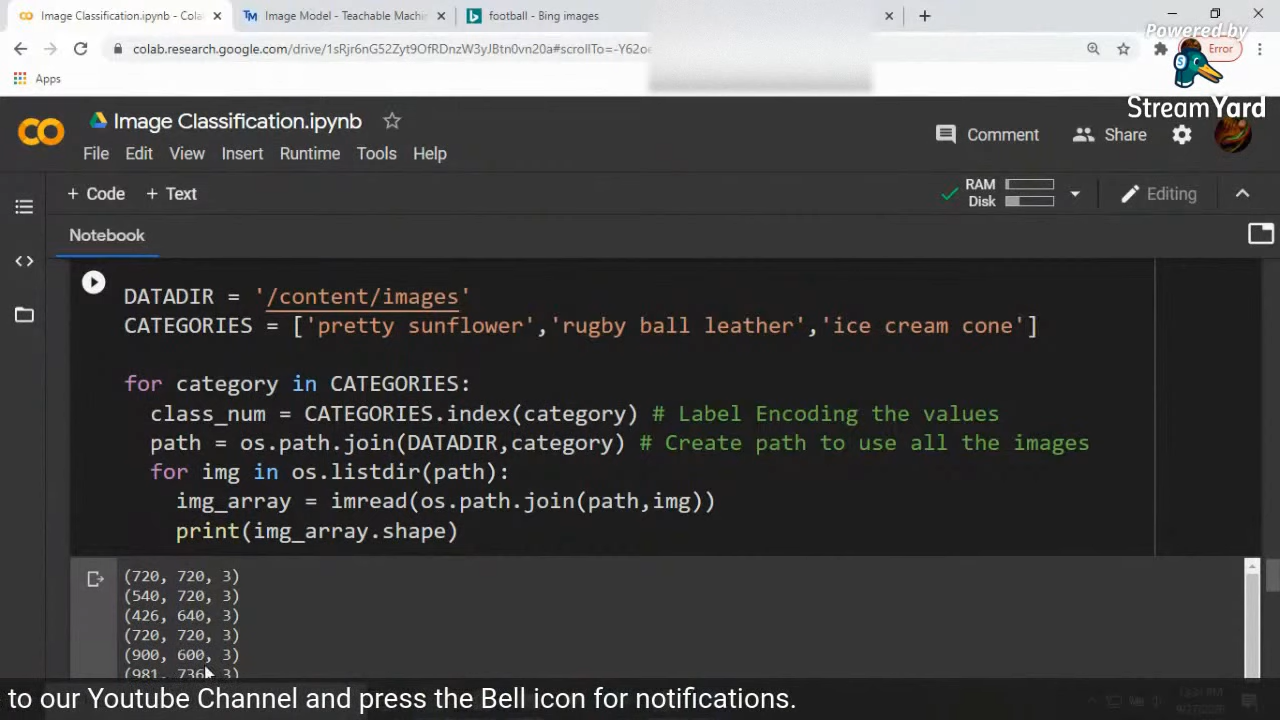 Image Classification.ipynb - Cola
Image Model - Teachable Machi
football - Bing images
Powered by
colab.research.google.com/drive/1sRjr6nG52Zyt9OfRDnzW3yJBtn0vn20a#scrollTo=-Y62o
Error
Apps
StreamYard
CO
Image Classification.ipynb
Comment
Share
File Edit View Insert Runtime Tools Help
+ Code + Text
RAM
Disk
Editing
Notebook
DATADIR = '/content/images'
CATEGORIES = ['pretty sunflower','rugby ball leather','ice cream cone']
for category in CATEGORIES:
class_num = CATEGORIES.index(category) # Label Encoding the values
path = os.path.join(DATADIR,category) # Create path to use all the images
for img in os.listdir(path):
img_array = imread(os.path.join(path,img))
print(img_array.shape)
(720, 720, 3)
(540, 720, 3)
(426, 640, 3)
(720, 720, 3)
(900, 600, 3)
(981, 736, 3)
to our Youtube Channel and press the Bell icon for notifications.